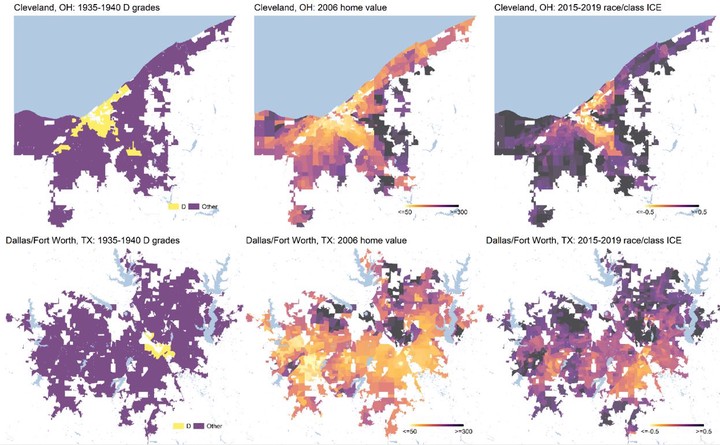 Cleveland, OH: 1935-1940 D grades
Cleveland, OH: 2006 home value
Cleveland, OH: 2015-2019 race/class ICE
D Other
<=50 >=300
<=-0.5 >=0.5
Dallas/Fort Worth, TX: 1935-1940 D grades
Dallas/Fort Worth, TX: 2006 home value
Dallas/Fort Worth, TX: 2015-2019 race/class ICE
D Other
<=50 >=300
<=-0.5 >=0.5